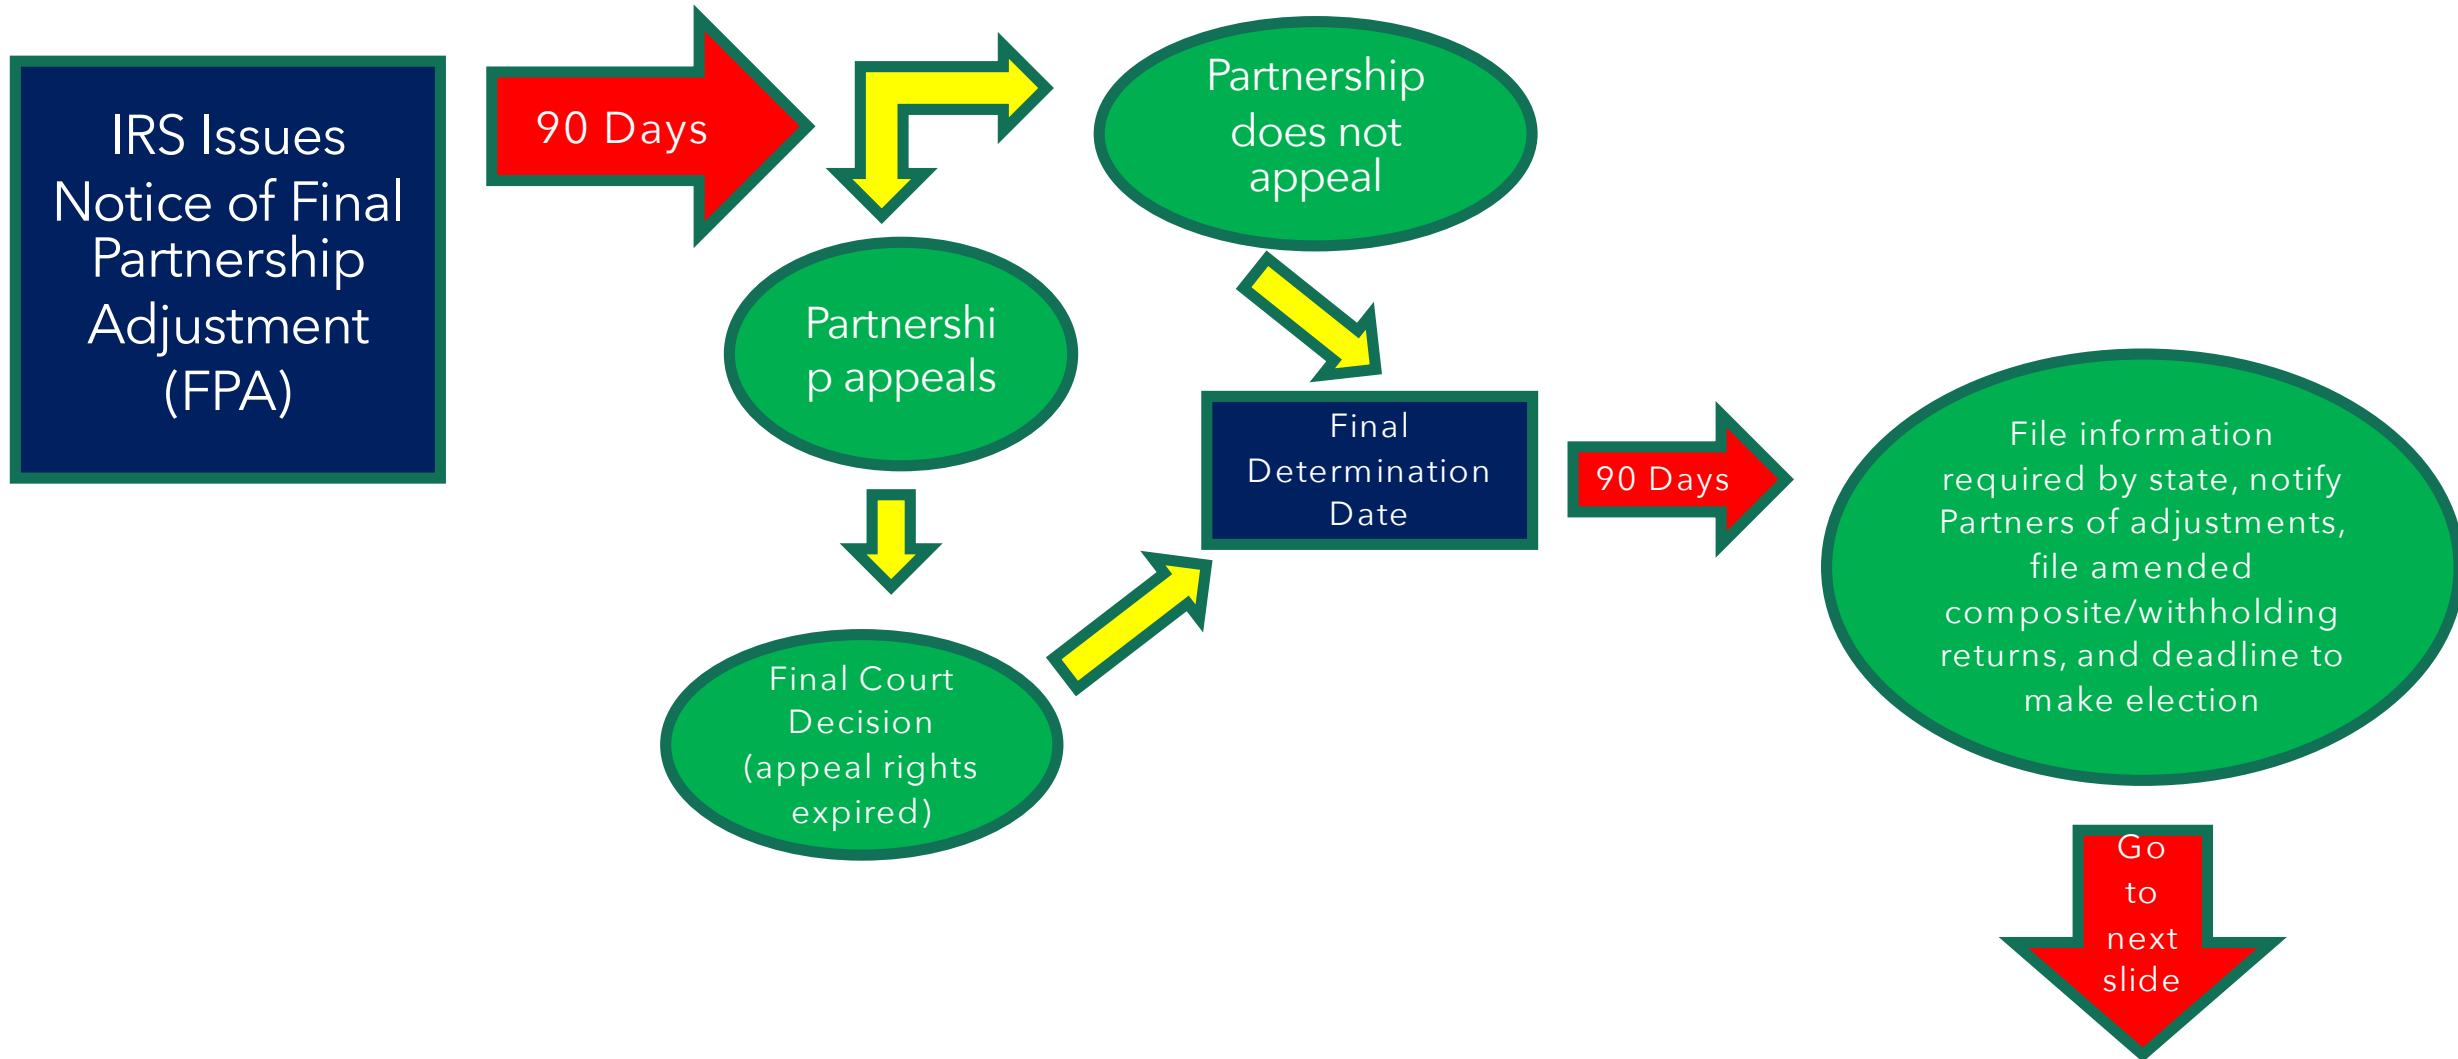 IRS Issues
Notice of Final
Partnership
Adjustment
(FPA)
90 Days
Partnership
does not
appeal
Partnershi
p appeals
Final Court
Decision
(appeal rights
expired)
Final
Determination
Date
90 Days
File information
required by state, notify
Partners of adjustments,
file amended
composite/withholding
returns, and deadline to
make election
Go
to
next
slide